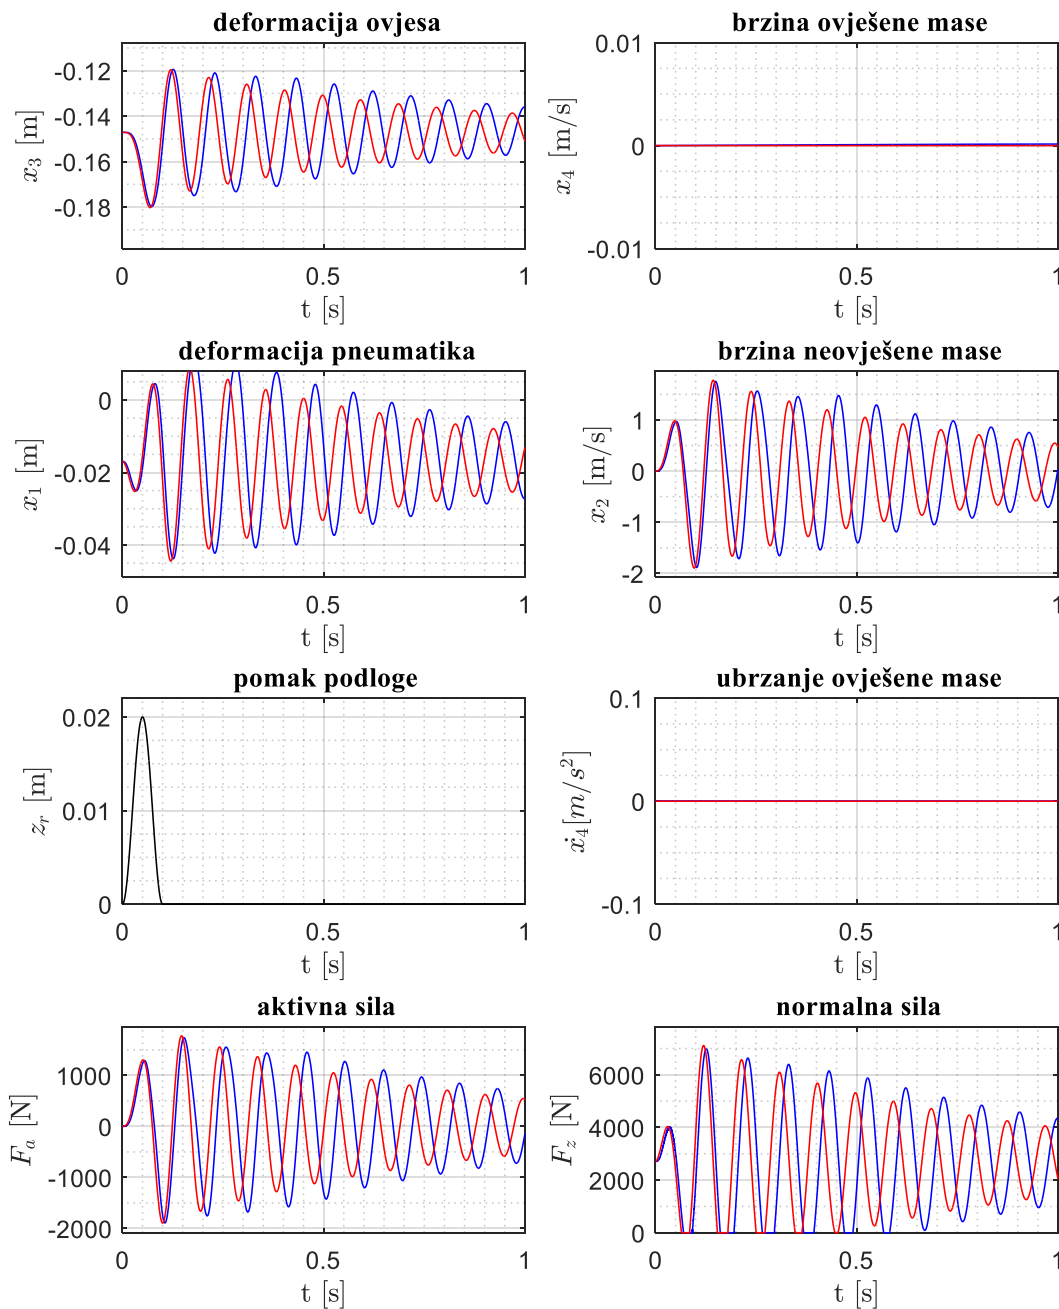 deformacija ovjesa
-0.12
-0.14
-0.16
-0.18
x₃ [m]
0 0.5 1
t [s]
brzina ovješene mase
0.01
0
-0.01
x₄ [m/s]
0 0.5 1
t [s]
deformacija pneumatika
0
-0.02
-0.04
x₁ [m]
0 0.5 1
t [s]
brzina neovješene mase
1
0
-1
-2
x₂ [m/s]
0 0.5 1
t [s]
pomak podloge
0.02
0.01
0
zᵣ [m]
0 0.5 1
t [s]
ubrzanje ovješene mase
0.1
0
-0.1
ẋ₄[m/s²]
0 0.5 1
t [s]
aktivna sila
1000
0
-1000
-2000
Fₐ [N]
0 0.5 1
t [s]
normalna sila
6000
4000
2000
0
F_z [N]
0 0.5 1
t [s]